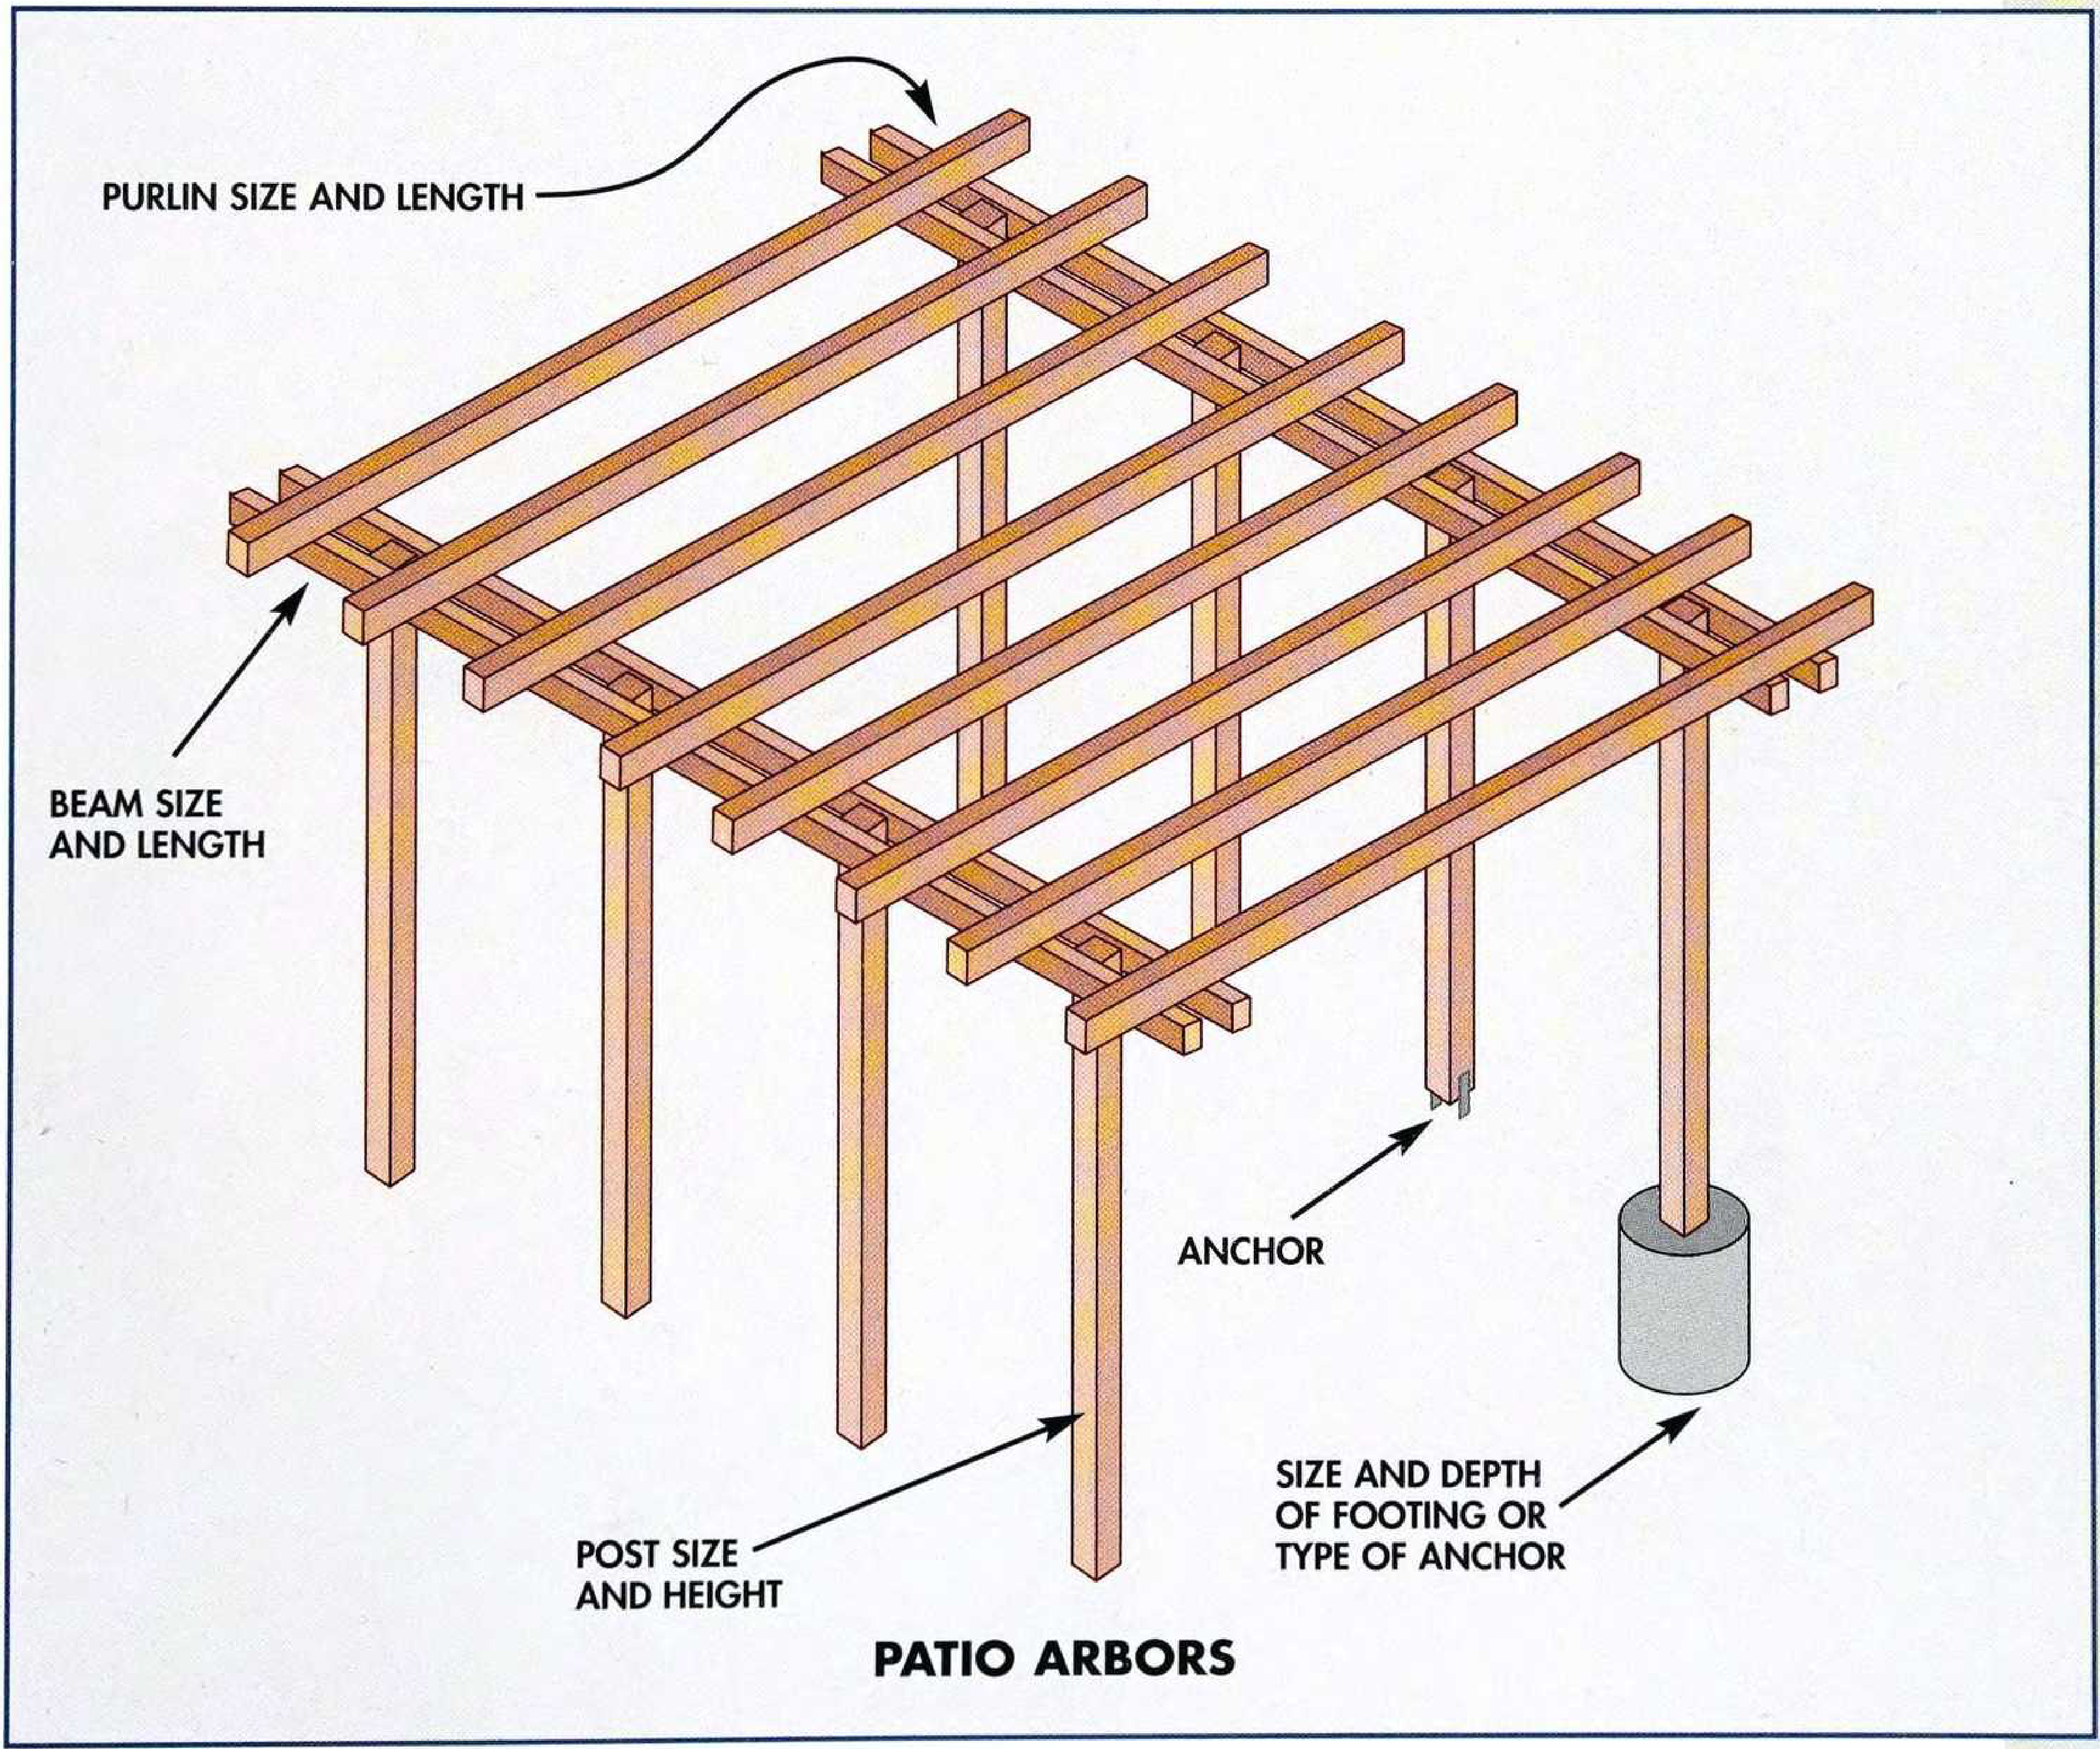 PURLIN SIZE AND LENGTH
BEAM SIZE
AND LENGTH
ANCHOR
SIZE AND DEPTH
OF FOOTING OR
TYPE OF ANCHOR
POST SIZE
AND HEIGHT
PATIO ARBORS